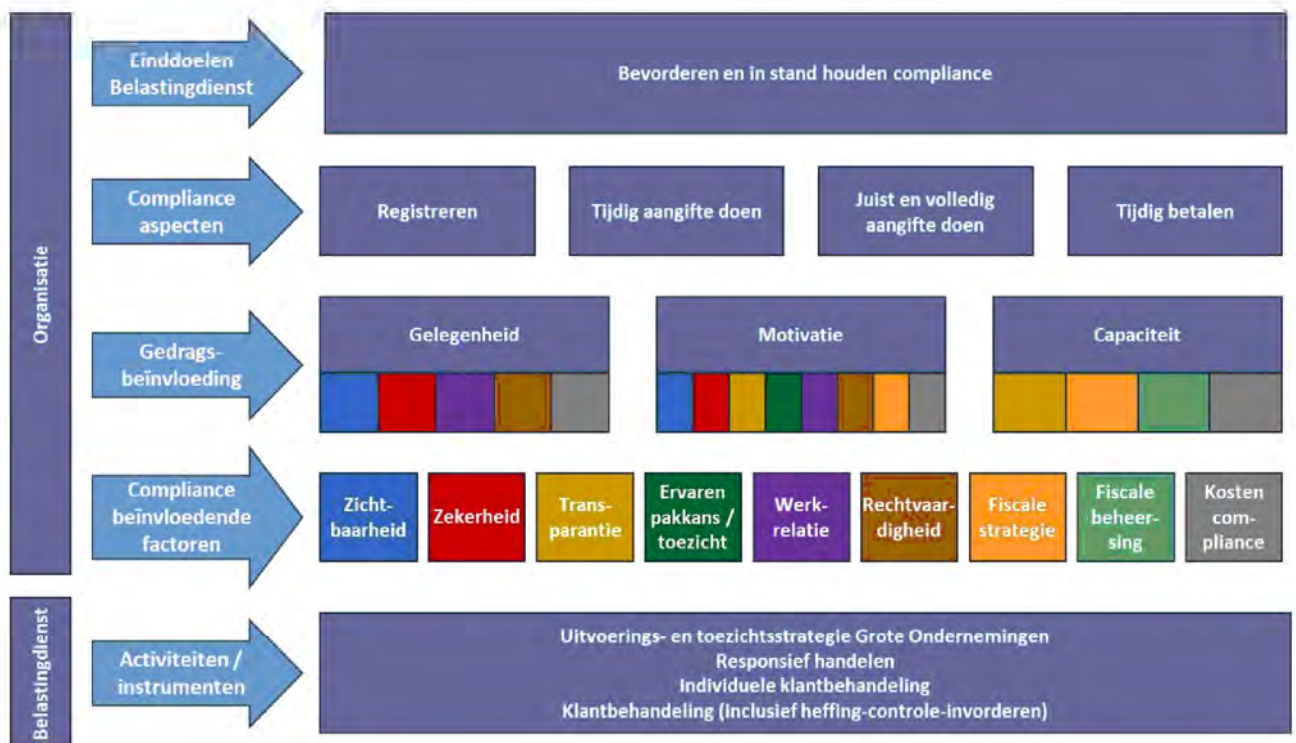 Organisatie
Einddoelen
Belastingdienst
Bevorderen en in stand houden compliance
Compliance
aspecten
Registreren
Tijdig aangifte doen
Juist en volledig
aangifte doen
Tijdig betalen
Gedrags-
beïnvloeding
Gelegenheid
Motivatie
Capaciteit
Compliance
beïnvloedende
factoren
Zicht-
baarheid
Zekerheid
Trans-
parantie
Ervaren
pakkans /
toezicht
Werk-
relatie
Rechtvaar-
digheid
Fiscale
strategie
Fiscale
beheer-
sing
Kosten
com-
pliance
Belastingdienst
Activiteiten /
instrumenten
Uitvoerings- en toezichtsstrategie Grote Ondernemingen
Responsief handelen
Individuele klantbehandeling
Klantbehandeling (inclusief heffing-controle-invorderen)